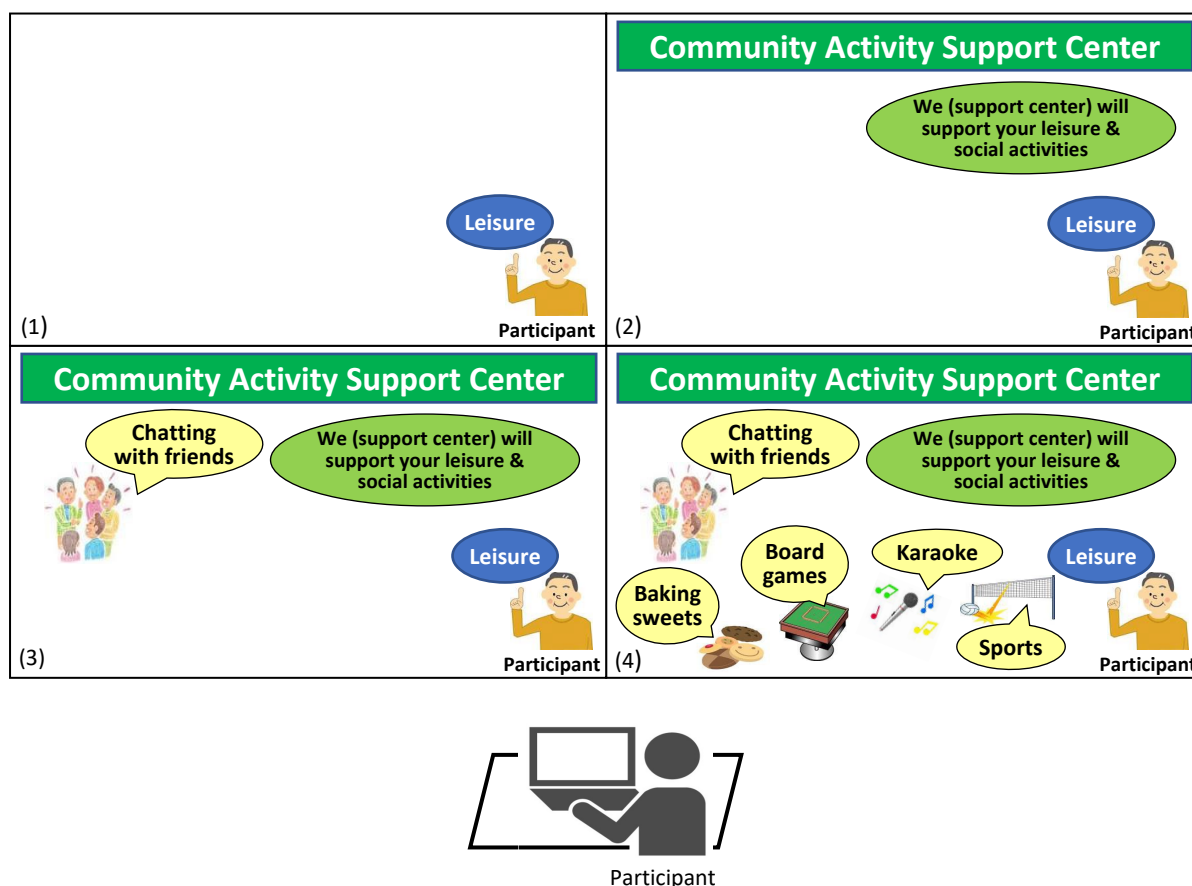 Leisure
(1)
Participant
Community Activity Support Center
We (support center) will
support your leisure &
social activities
Leisure
(2)
Participant
Community Activity Support Center
Chatting
with friends
We (support center) will
support your leisure &
social activities
Leisure
(3)
Participant
Community Activity Support Center
Chatting
with friends
We (support center) will
support your leisure &
social activities
Baking
sweets
Board
games
Karaoke
Sports
Leisure
(4)
Participant
Participant